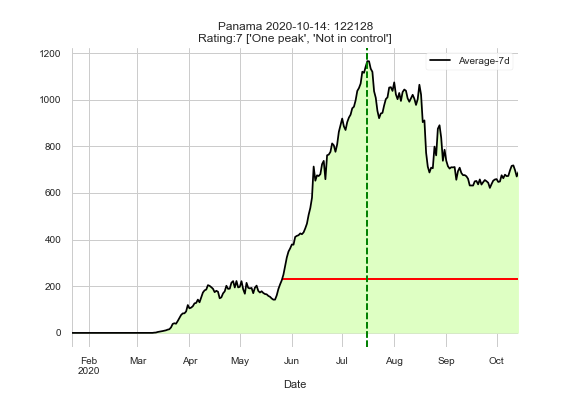 Panama 2020-10-14: 122128
Rating:7 ['One peak', 'Not in control']
Average-7d
1200
1000
800
600
400
200
0
Feb Mar Apr May Jun Jul Aug Sep Oct
2020
Date